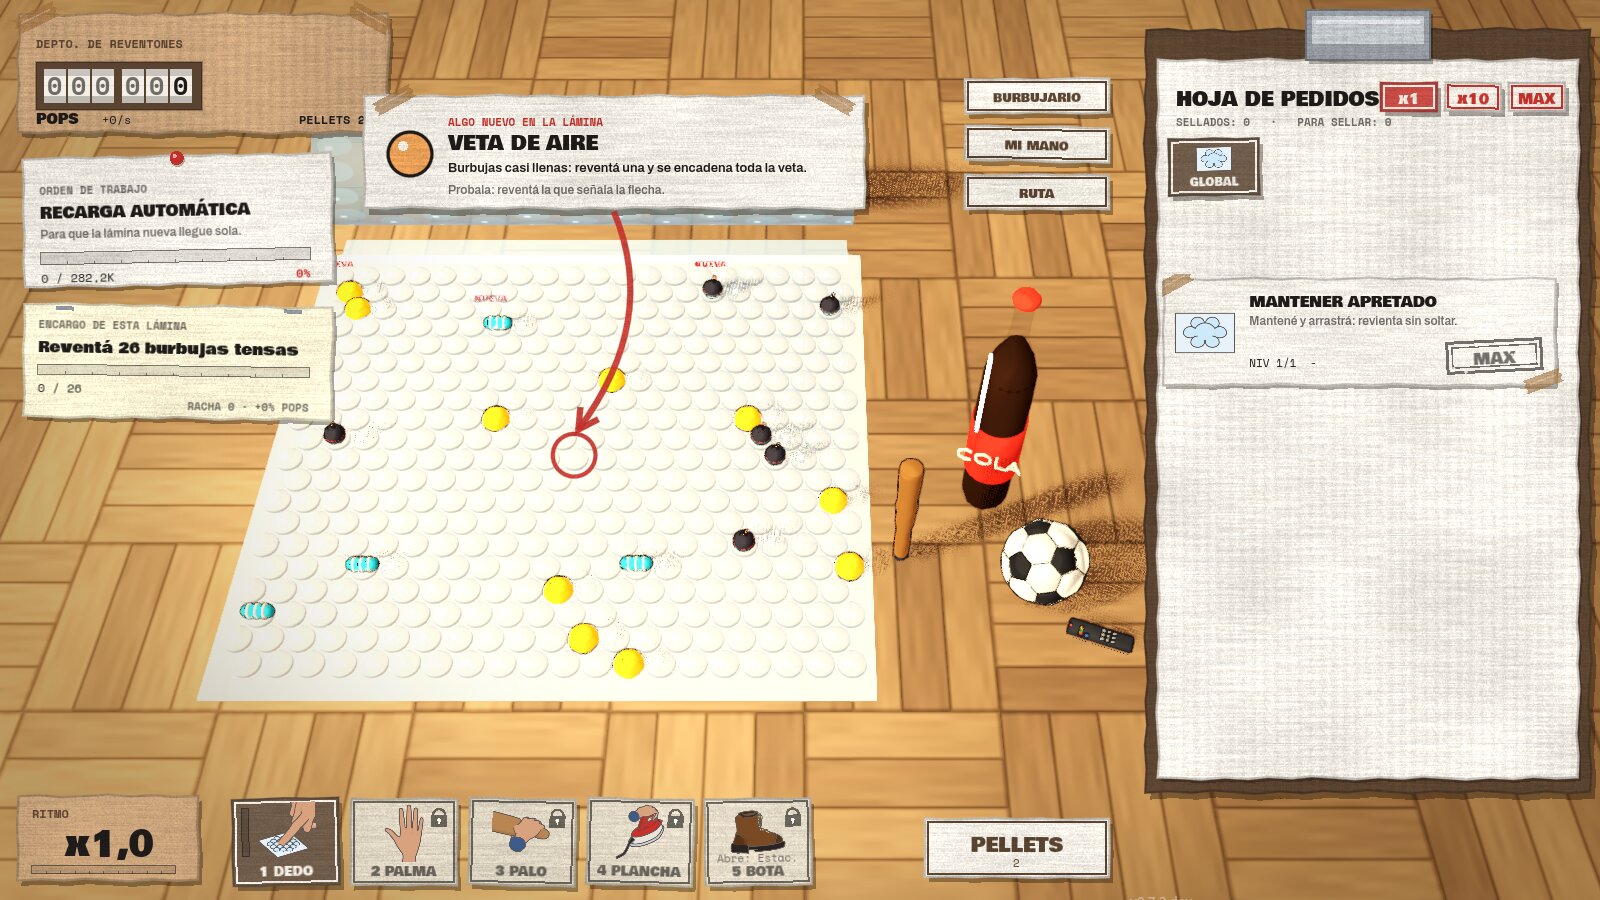 DEPTO. DE REVENTONES
000 000
POPS +0/s PELLETS 2
ORDEN DE TRABAJO
RECARGA AUTOMÁTICA
Para que la lámina nueva llegue sola.
0 / 282,2K 0%
ENCARGO DE ESTA LÁMINA
Reventá 26 burbujas tensas
0 / 26
RACHA 0 · +0% POPS
ALGO NUEVO EN LA LÁMINA
VETA DE AIRE
Burbujas casi llenas: reventá una y se encadena toda la veta.
Probala: reventá la que señala la flecha.
NUEVA
NUEVA
BURBUJARIO
MI MANO
RUTA
COLA
HOJA DE PEDIDOS x1 x10 MAX
SELLADOS: 0 · PARA SELLAR: 0
GLOBAL
MANTENER APRETADO
Mantené y arrastrá: revienta sin soltar.
NIV 1/1 -
MAX
RITMO
x1,0
1 DEDO
2 PALMA
3 PALO
4 PLANCHA
Abre: Estac.
5 BOTA
PELLETS
2